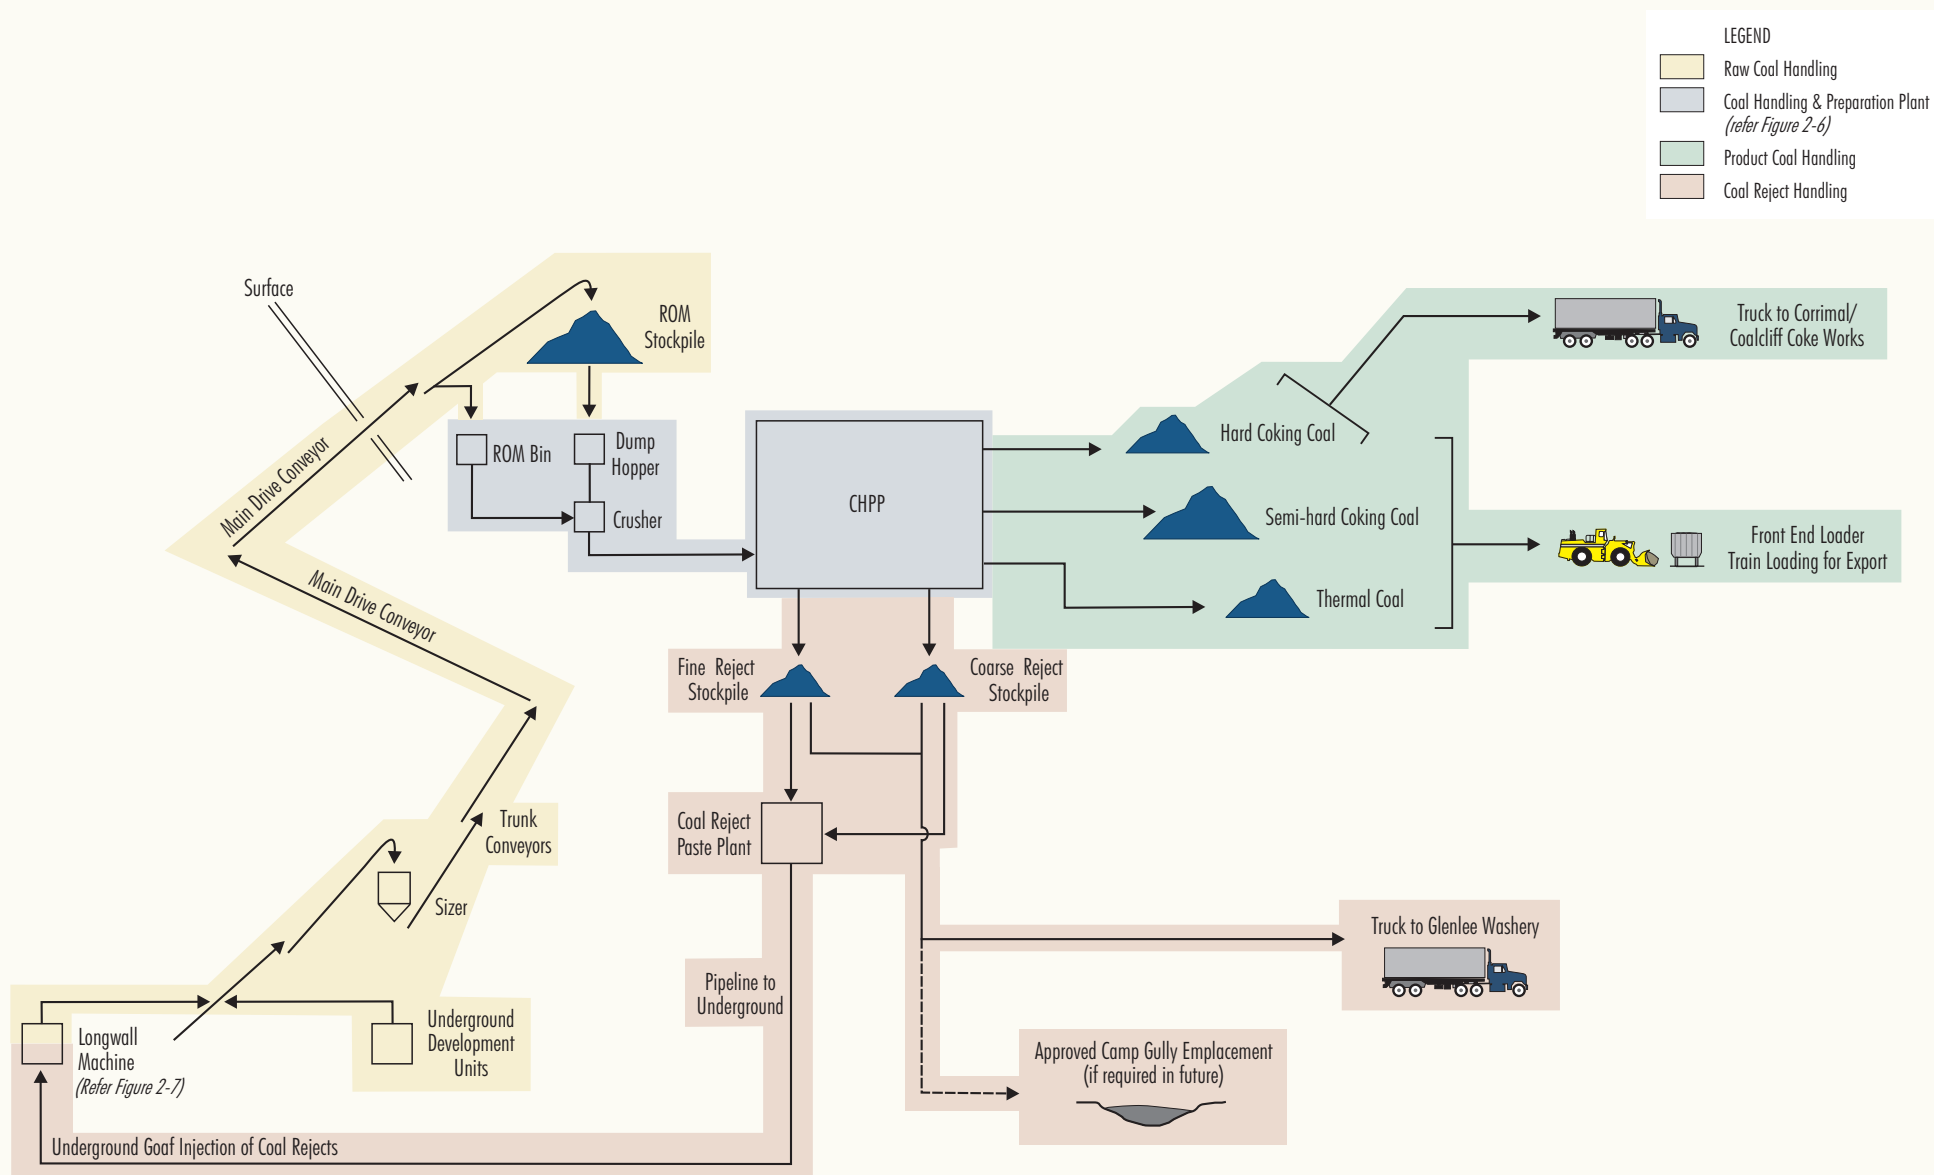 LEGEND
Raw Coal Handling
Coal Handling & Preparation Plant
(refer Figure 2-6)
Product Coal Handling
Coal Reject Handling
Surface
ROM
Stockpile
Truck to Corrimal/
Coalcliff Coke Works
Main Drive Conveyor
ROM Bin
Dump
Hopper
Crusher
CHPP
Hard Coking Coal
Semi-hard Coking Coal
Thermal Coal
Front End Loader
Train Loading for Export
Main Drive Conveyor
Fine Reject
Stockpile
Coarse Reject
Stockpile
Trunk
Conveyors
Coal Reject
Paste Plant
Sizer
Truck to Glenlee Washery
Pipeline to
Underground
Longwall
Machine
(Refer Figure 2-7)
Underground
Development
Units
Approved Camp Gully Emplacement
(if required in future)
Underground Goaf Injection of Coal Rejects